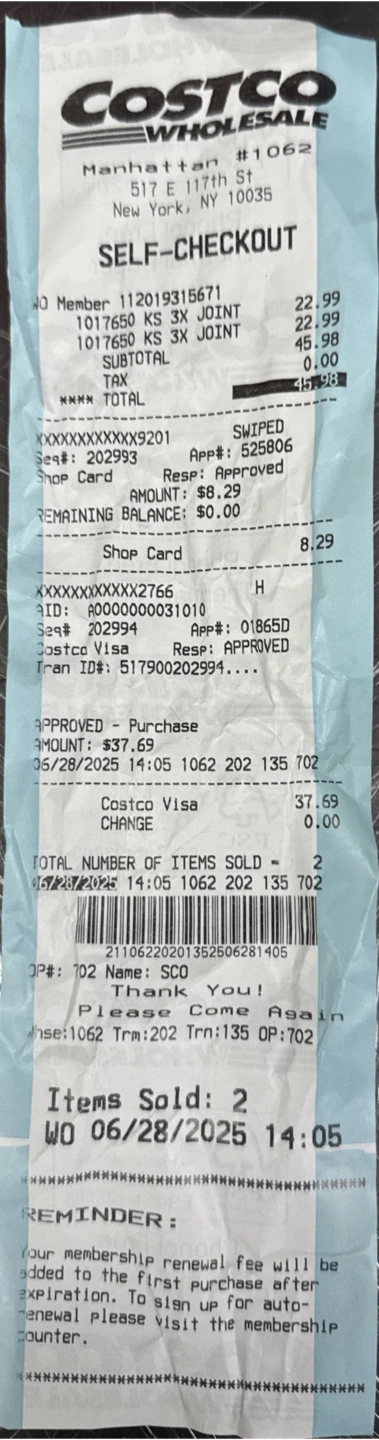 COSTCO
WHOLESALE
Manhattan #1062
517 E 117th St
New York, NY 10035
SELF-CHECKOUT
WO Member 112019315671
1017650 KS 3X JOINT 22.99
1017650 KS 3X JOINT 22.99
SUBTOTAL 45.98
TAX 0.00
**** TOTAL 45.98
XXXXXXXXXXXX9201 SWIPED
Seq#: 202993 App#: 525806
Shop Card Resp: Approved
AMOUNT: $8.29
REMAINING BALANCE: $0.00
Shop Card 8.29
XXXXXXXXXXXX2766 H
AID: A0000000031010
Seq# 202994 App#: 01865D
Costco Visa Resp: APPROVED
Tran ID#: 517900202994....
APPROVED - Purchase
AMOUNT: $37.69
06/28/2025 14:05 1062 202 135 702
Costco Visa 37.69
CHANGE 0.00
TOTAL NUMBER OF ITEMS SOLD = 2
06/28/2025 14:05 1062 202 135 702
21106220201352506281405
OP#: 702 Name: SCO
Thank You!
Please Come Again
Whse:1062 Trm:202 Trn:135 OP:702
Items Sold: 2
WO 06/28/2025 14:05
***********************************
REMINDER:
Your membership renewal fee will be
added to the first purchase after
expiration. To sign up for auto-
renewal please visit the membership
counter.
***********************************